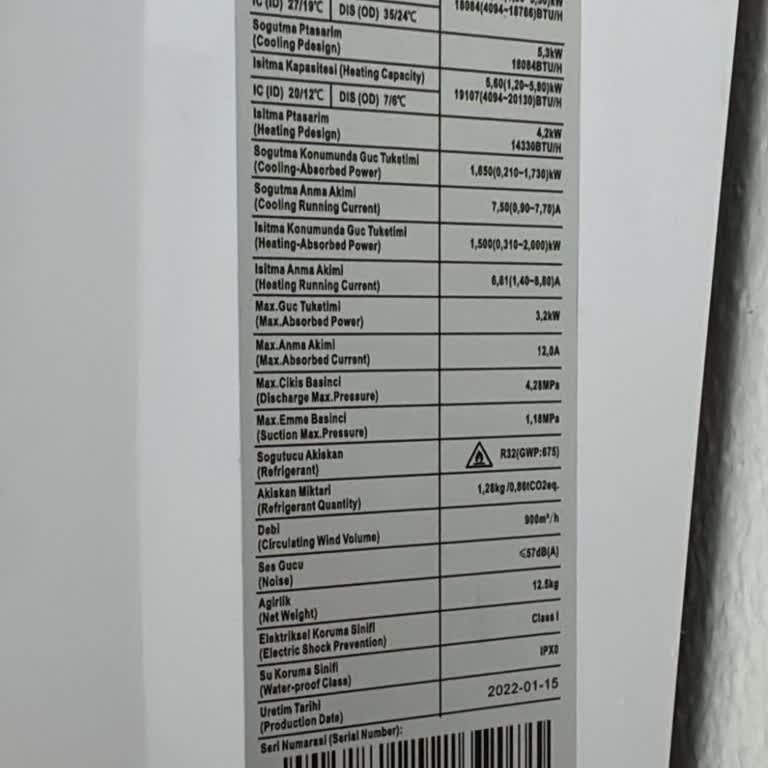 IC (ID) 27/19°C DIS (OD) 35/24°C
18084(4094~18766)BTU/H
Sogutma Ptasarim
(Cooling Pdesign)
5,3kW
18084BTU/H
Isitma Kapasitesi (Heating Capacity)
IC (ID) 20/12°C DIS (OD) 7/6°C
5,60(1,20~5,90)kW
19107(4094~20130)BTU/H
Isitma Ptasarim
(Heating Pdesign)
4,2kW
14330BTU/H
Sogutma Konumunda Guc Tuketimi
(Cooling-Absorbed Power)
1,650(0,210~1,730)kW
Sogutma Anma Akimi
(Cooling Running Current)
7,50(0,90~7,70)A
Isitma Konumunda Guc Tuketimi
(Heating-Absorbed Power)
1,500(0,310~2,000)kW
Isitma Anma Akimi
(Heating Running Current)
6,81(1,40~8,80)A
Max.Guc Tuketimi
(Max.Absorbed Power)
3,2kW
Max.Anma Akimi
(Max.Absorbed Current)
12,0A
Max.Cikis Basinci
(Discharge Max.Pressure)
4,28MPa
Max.Emme Basinci
(Suction Max.Pressure)
1,18MPa
Sogutucu Akiskan
(Refrigerant)
R32(GWP:675)
Akiskan Miktari
(Refrigerant Quantity)
1,28kg/0,86tCO2eq.
Debi
(Circulating Wind Volume)
900m³/h
Ses Gucu
(Noise)
≤57dB(A)
Agirlik
(Net Weight)
12.5kg
Elektriksel Koruma Sinifi
(Electric Shock Prevention)
Class I
Su Koruma Sinifi
(Water-proof Class)
IPX0
Uretim Tarihi
(Production Date)
2022-01-15
Seri Numarasi (Serial Number):